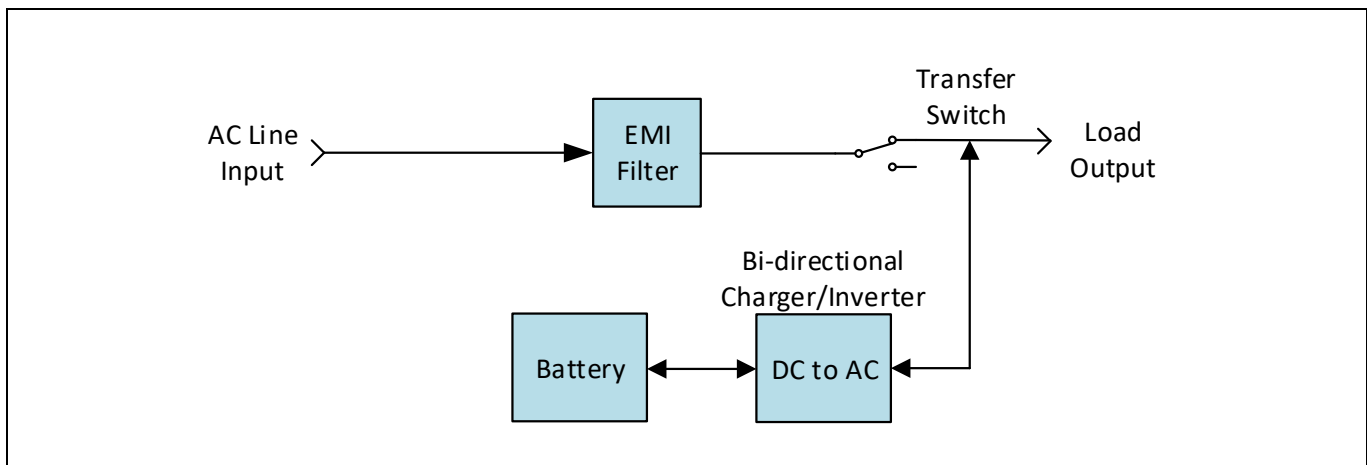 Transfer
Switch
AC Line
Input
EMI
Filter
Load
Output
Bi-directional
Charger/Inverter
Battery
DC to AC